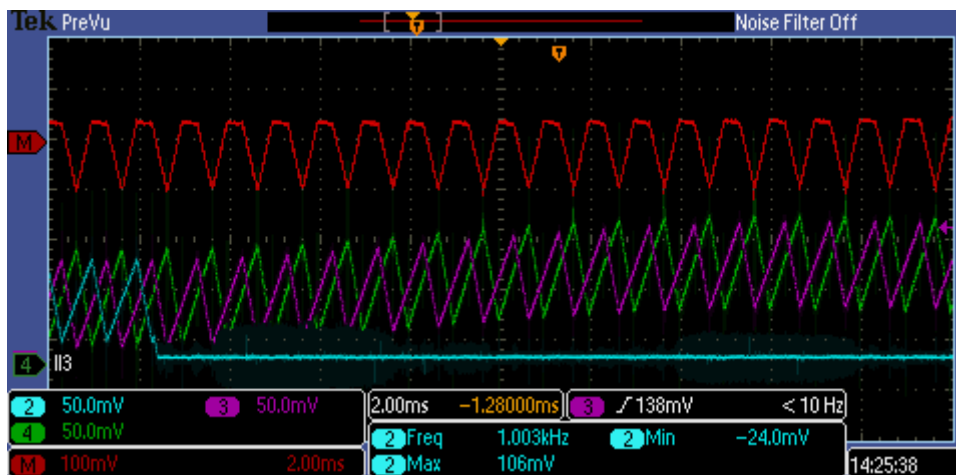 Tek PreVu Noise Filter Off
T
T
M
4 II3
2 50.0mV 3 50.0mV 2.00ms -1.28000ms 3 138mV < 10 Hz
4 50.0mV
2 Freq 1.003kHz 2 Min -24.0mV
M 100mV 2.00ms 2 Max 106mV 14:25:38